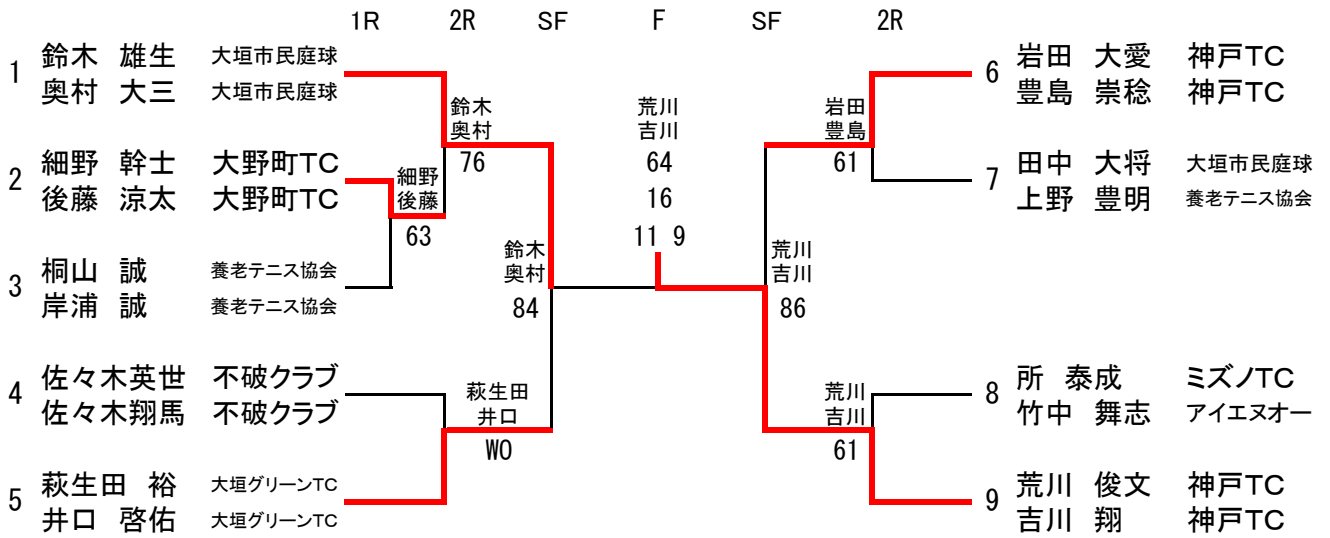 1R 2R SF F SF 2R
1 鈴木 雄生 大垣市民庭球
奥村 大三 大垣市民庭球
2 細野 幹士 大野町TC
後藤 涼太 大野町TC
3 桐山 誠 養老テニス協会
岸浦 誠 養老テニス協会
4 佐々木英世 不破クラブ
佐々木翔馬 不破クラブ
5 萩生田 裕 大垣グリーンTC
井口 啓佑 大垣グリーンTC
細野
後藤
63
鈴木
奥村
76
萩生田
井口
WO
鈴木
奥村
84
荒川
吉川
64
16
11 9
荒川
吉川
86
岩田
豊島
61
荒川
吉川
61
6 岩田 大愛 神戸TC
豊島 崇稔 神戸TC
7 田中 大将 大垣市民庭球
上野 豊明 養老テニス協会
8 所 泰成 ミズノTC
竹中 舞志 アイエヌオー
9 荒川 俊文 神戸TC
吉川 翔 神戸TC